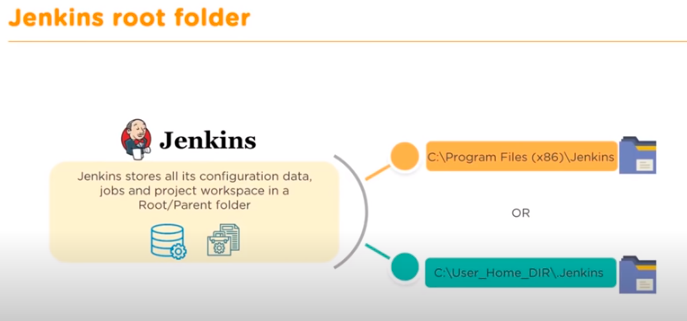 Jenkins root folder
Jenkins
Jenkins stores all its configuration data,
jobs and project workspace in a
Root/Parent folder
C:\Program Files (x86)\Jenkins
OR
C:\User_Home_DIR\.Jenkins